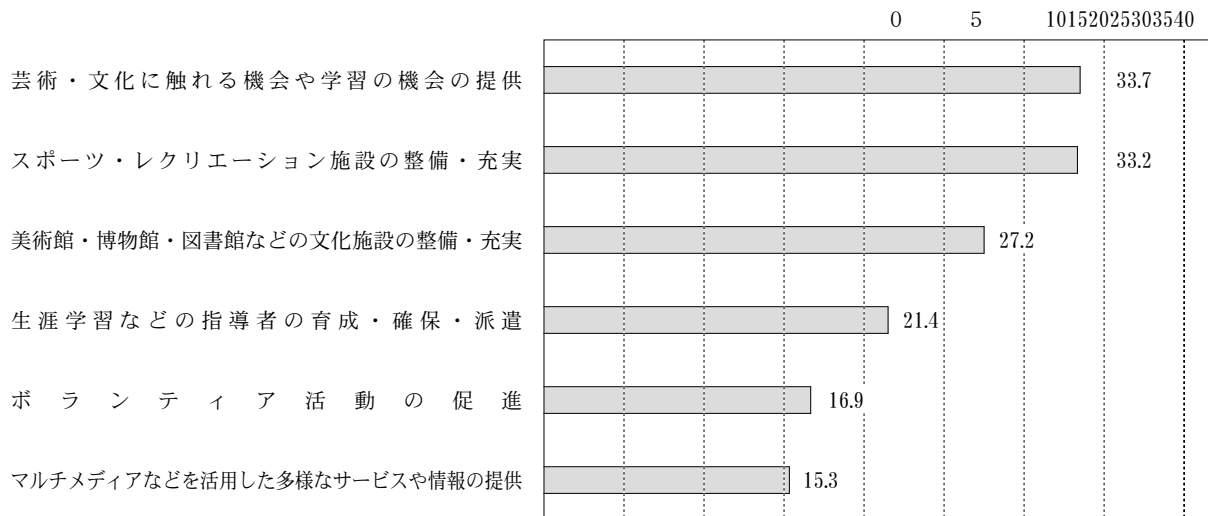 0 5 10152025303540
芸術・文化に触れる機会や学習の機会の提供 33.7
スポーツ・レクリエーション施設の整備・充実 33.2
美術館・博物館・図書館などの文化施設の整備・充実 27.2
生涯学習などの指導者の育成・確保・派遣 21.4
ボランティア活動の促進 16.9
マルチメディアなどを活用した多様なサービスや情報の提供 15.3